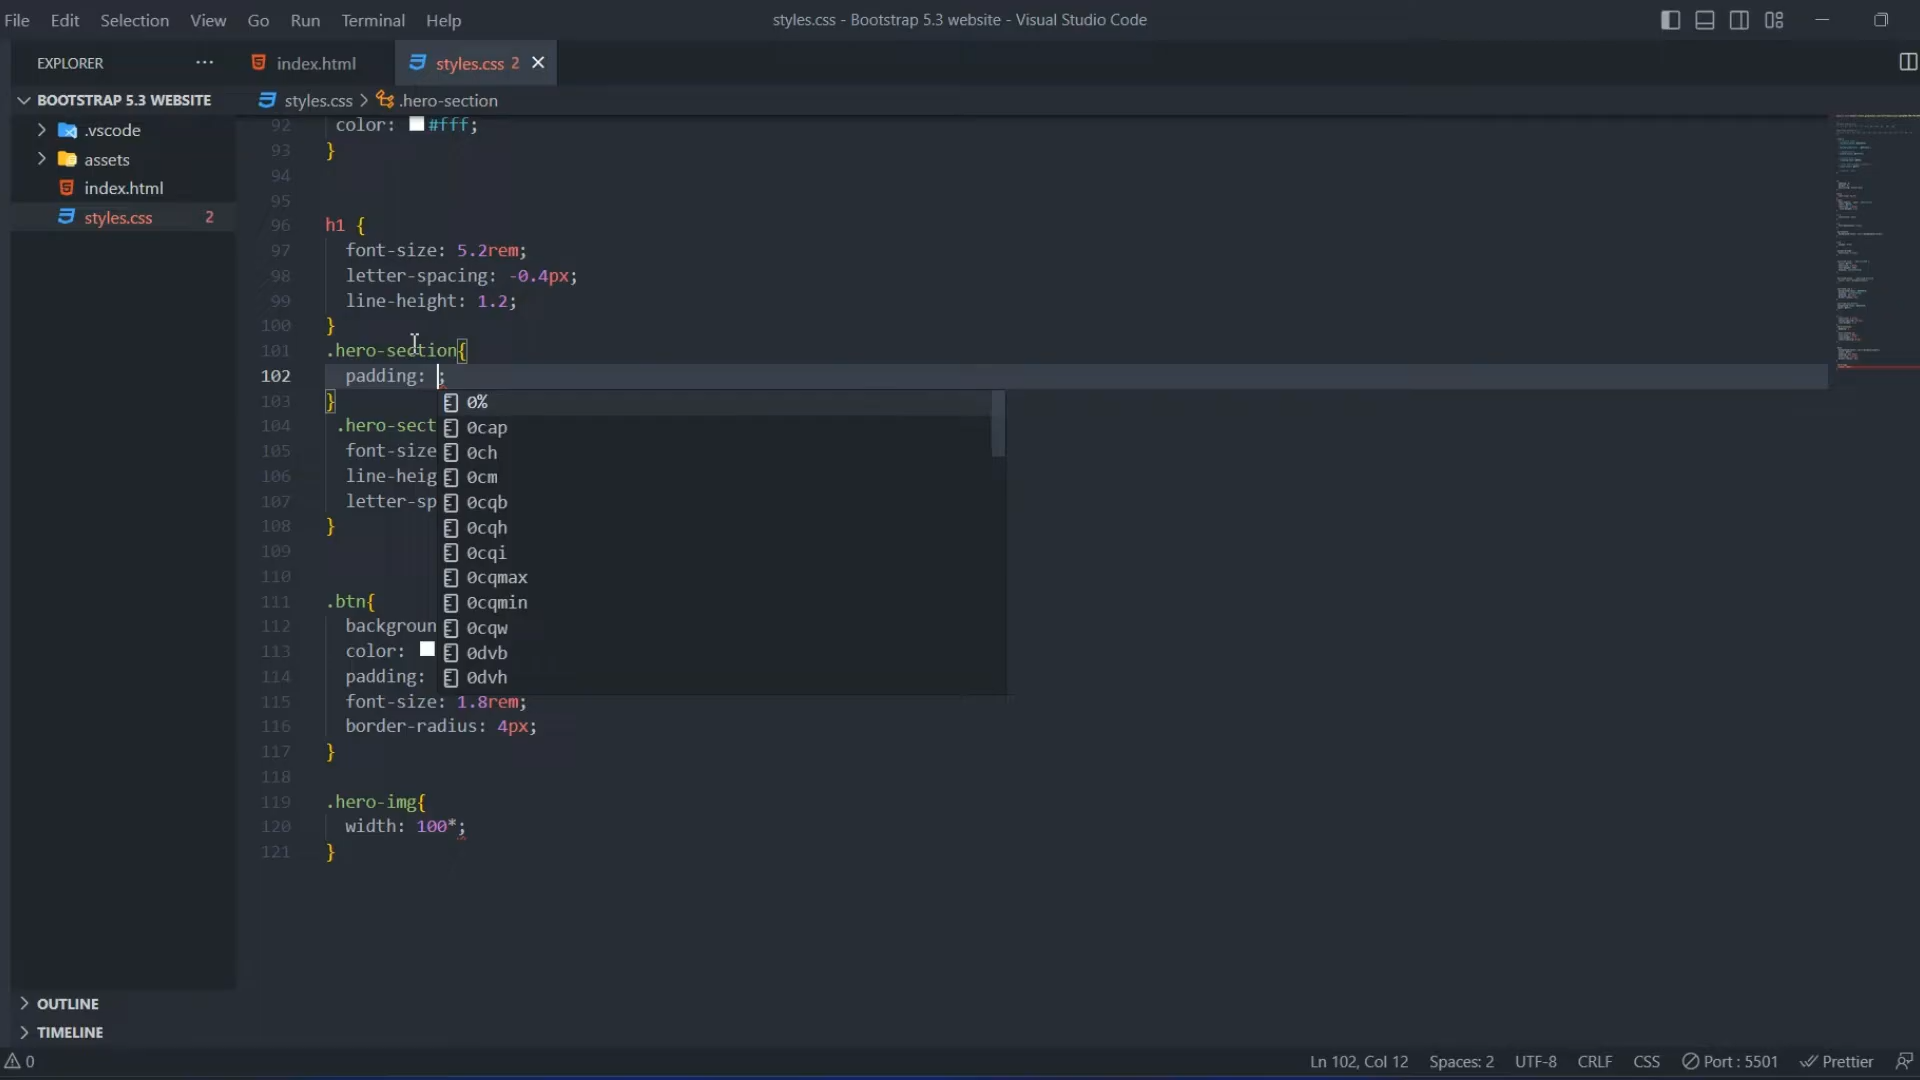 File Edit Selection View Go Run Terminal Help styles.css - Bootstrap 5.3 website - Visual Studio Code
EXPLORER ... index.html styles.css 2
BOOTSTRAP 5.3 WEBSITE styles.css > .hero-section
.vscode
assets
index.html
styles.css 2
92 color: #fff;
93 }
94
95
96 h1 {
97 font-size: 5.2rem;
98 letter-spacing: -0.4px;
99 line-height: 1.2;
100 }
101 .hero-section{
102 padding: ;
103 }
104 .hero-sect
105 font-size
106 line-heig
107 letter-sp
108 }
109
110
111 .btn{
112 backgroun
113 color:
114 padding:
115 font-size: 1.8rem;
116 border-radius: 4px;
117 }
118
119 .hero-img{
120 width: 100*;
121 }
0%
0cap
0ch
0cm
0cqb
0cqh
0cqi
0cqmax
0cqmin
0cqw
0dvb
0dvh
OUTLINE
TIMELINE
0 Ln 102, Col 12 Spaces: 2 UTF-8 CRLF CSS Port : 5501 Prettier